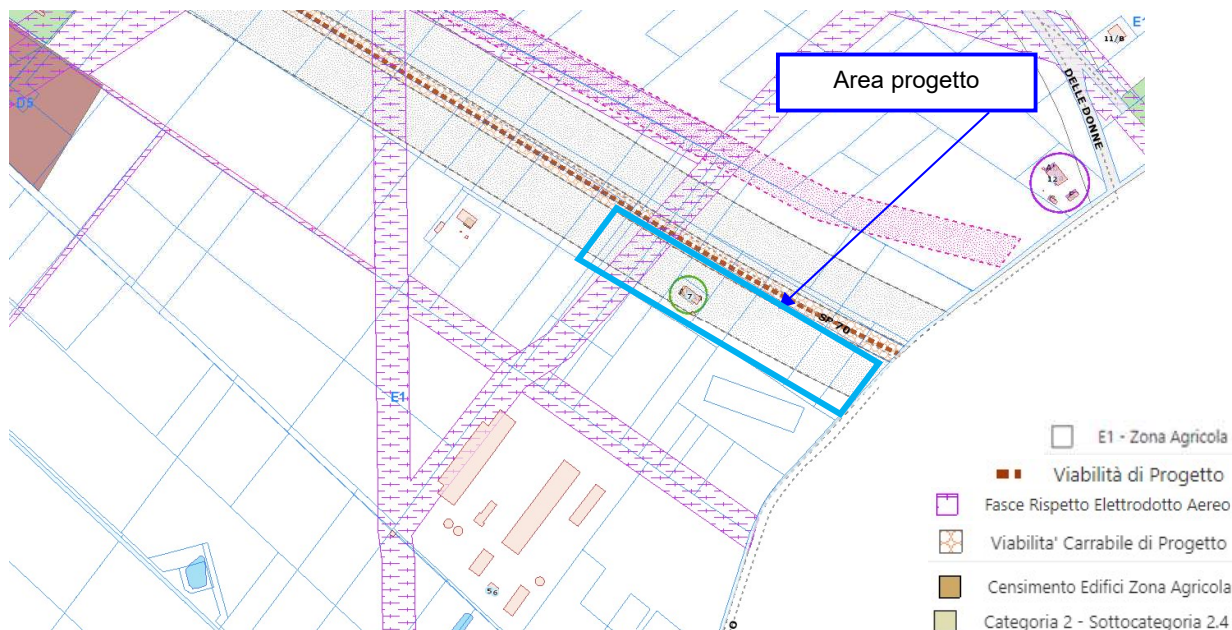 E1
11/B
Area progetto
D5
DELLE DONNE
12
7
SP 70
E1
E1 - Zona Agricola
Viabilità di Progetto
Fasce Rispetto Elettrodotto Aereo
Viabilita' Carrabile di Progetto
56
Censimento Edifici Zona Agricola
Categoria 2 - Sottocategoria 2.4